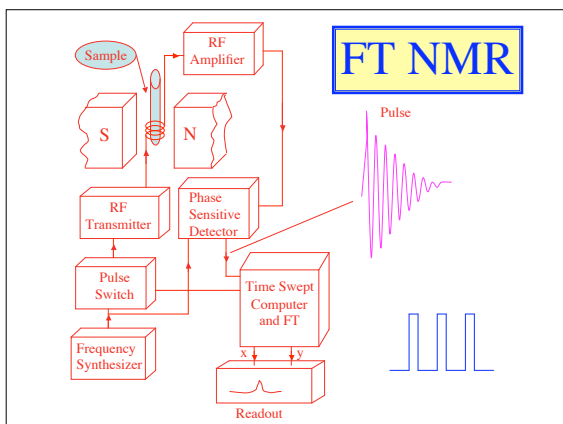 FT NMR
Sample
RF
Amplifier
S
N
Pulse
RF
Transmitter
Phase
Sensitive
Detector
Pulse
Switch
Time Swept
Computer
and FT
Frequency
Synthesizer
x
y
Readout